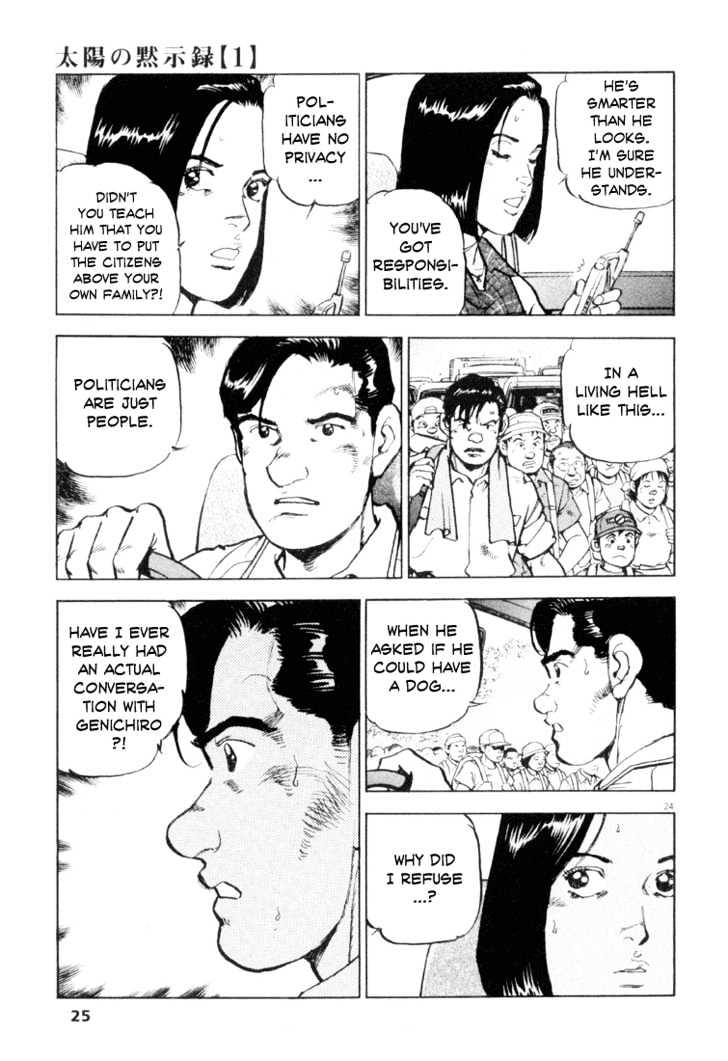 太陽の黙示録【1】
HE'S
SMARTER
THAN HE
LOOKS.
I'M SURE
HE UNDER-
STANDS.
YOU'VE
GOT
RESPONSI-
BILITIES.
POL-
ITICIANS
HAVE NO
PRIVACY
...
DIDN'T
YOU TEACH
HIM THAT YOU
HAVE TO PUT
THE CITIZENS
ABOVE YOUR
OWN FAMILY?!
IN A
LIVING HELL
LIKE THIS...
POLITICIANS
ARE JUST
PEOPLE.
WHEN HE
ASKED IF HE
COULD HAVE
A DOG...
24
WHY DID
I REFUSE
...?
HAVE I EVER
REALLY HAD
AN ACTUAL
CONVERSA-
TION WITH
GENICHIRO
?!
25